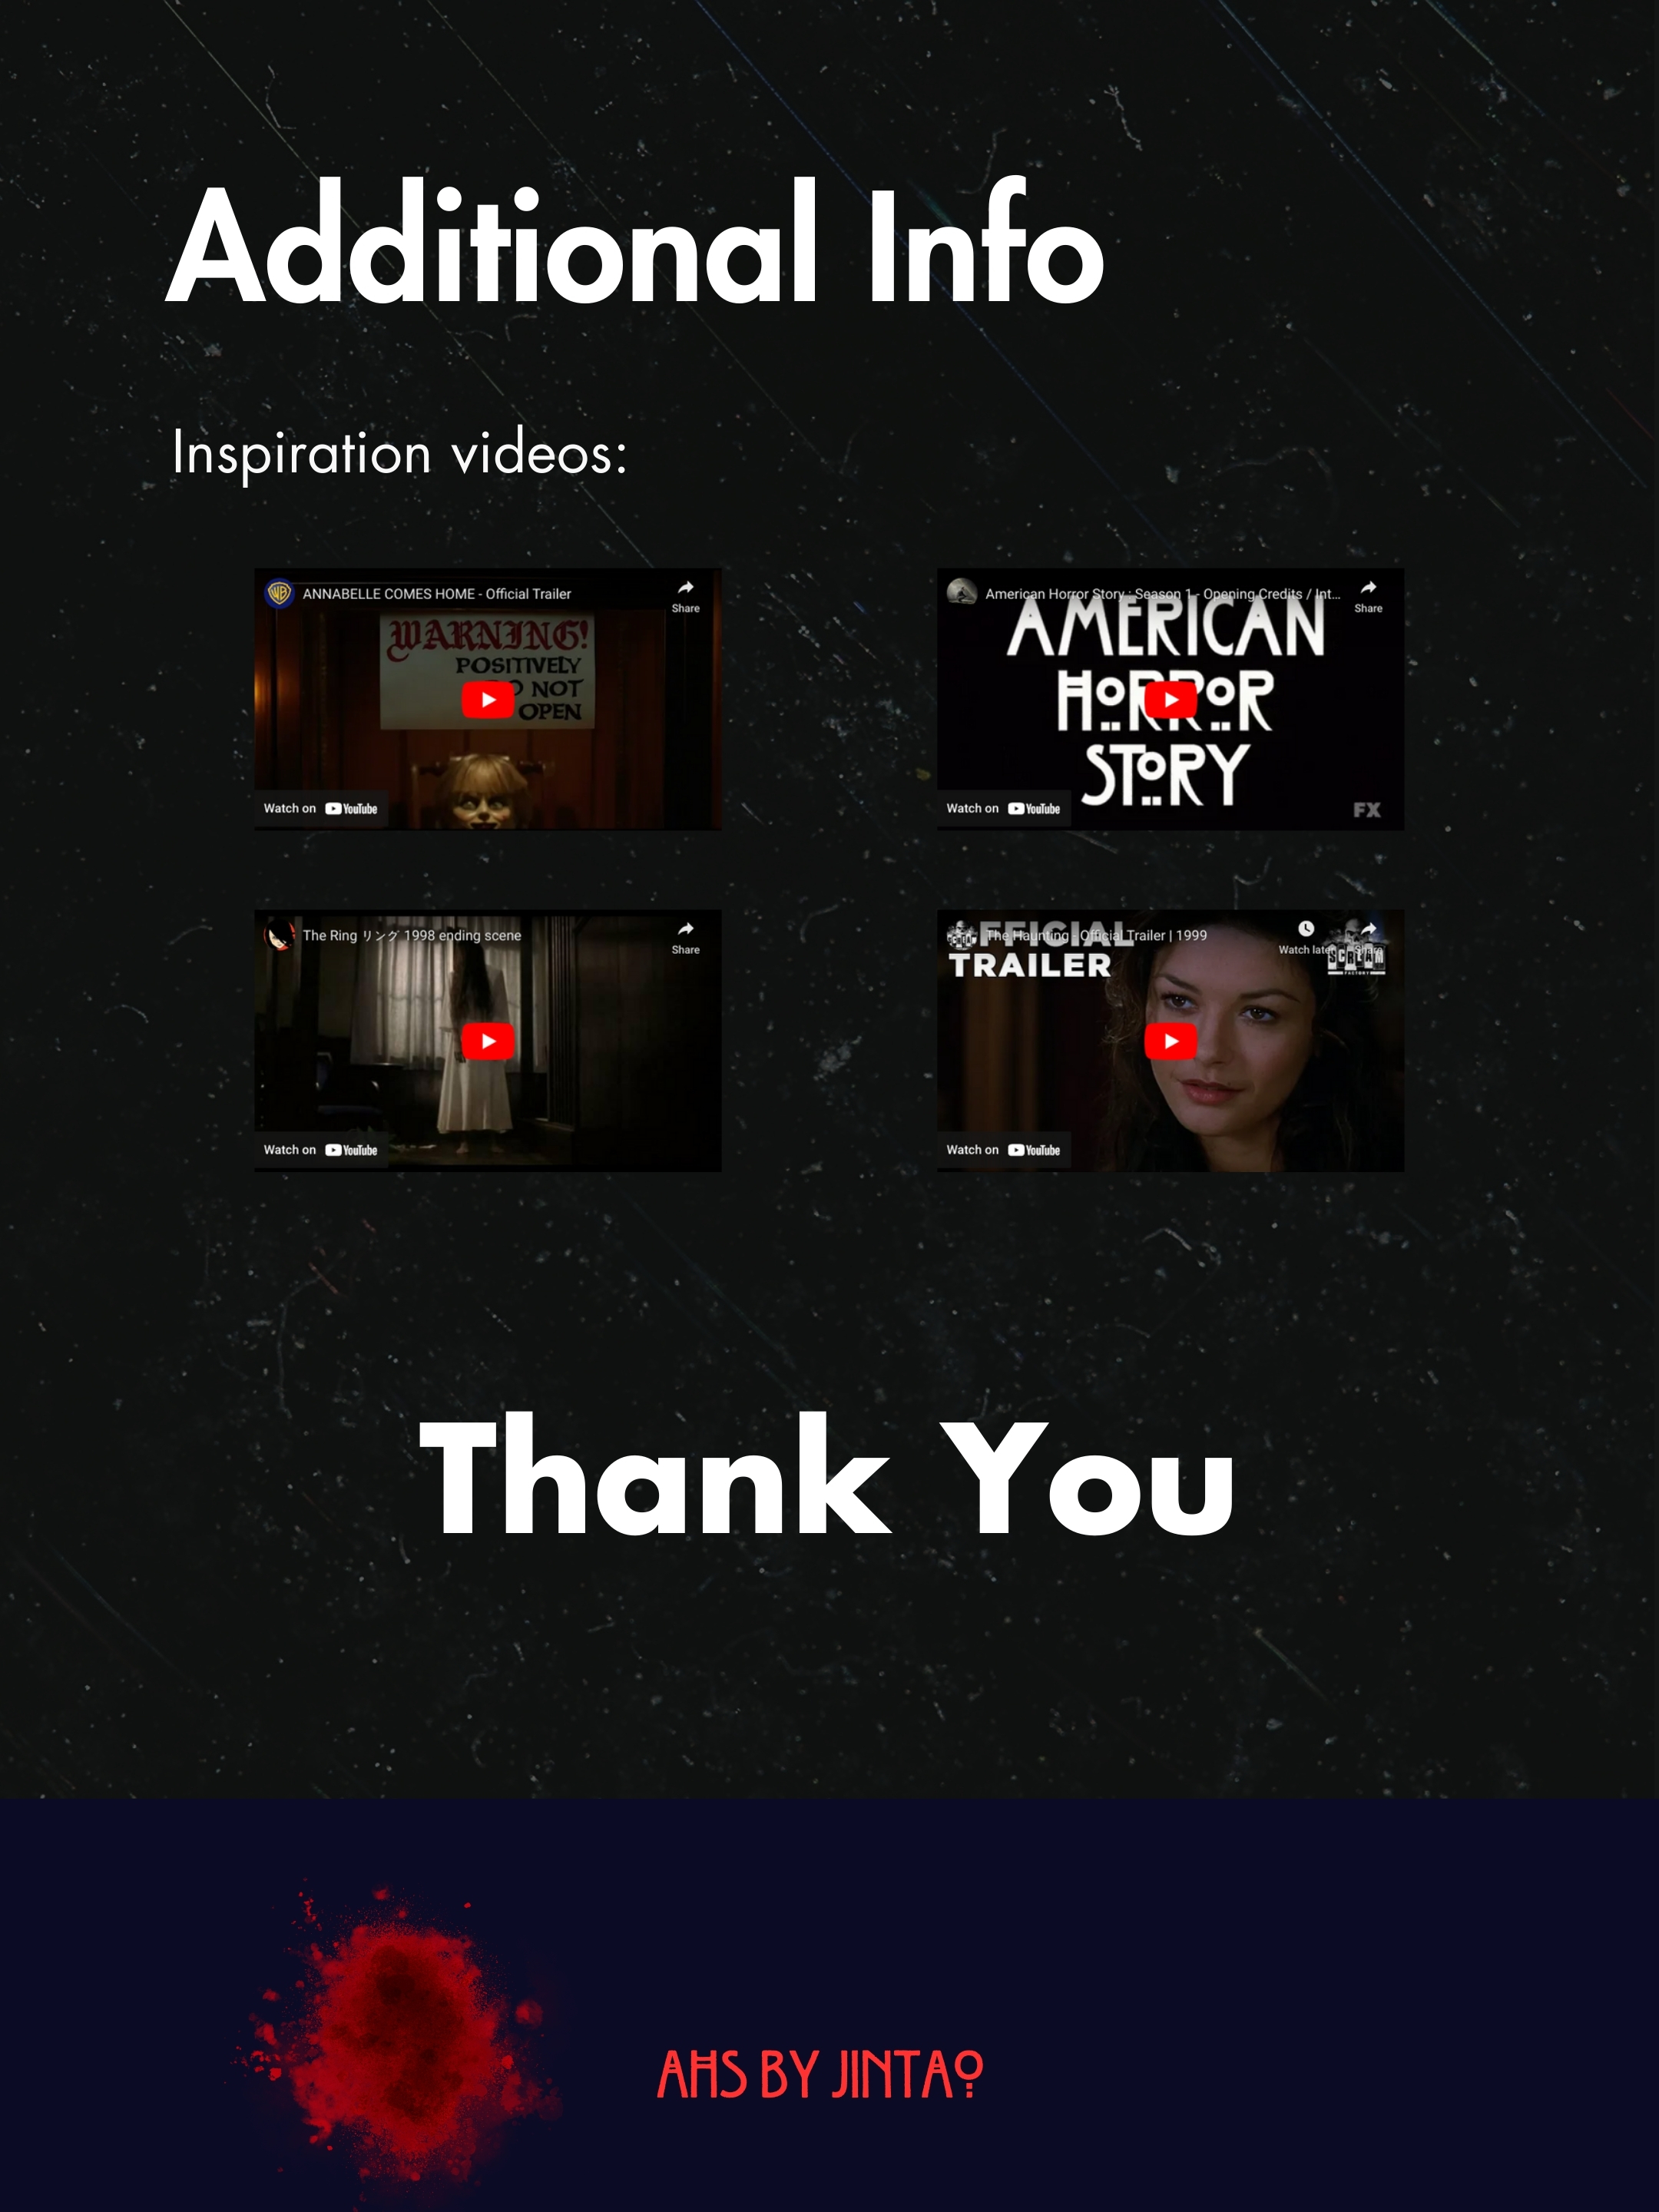 Additional Info
Inspiration videos:
ANNABELLE COMES HOME - Official Trailer
Share
WARNING!
POSITIVELY
DO NOT
OPEN
Watch on YouTube
American Horror Story : Season 1 - Opening Credits / Int...
Share
AMERICAN
HORROR
STORY
Watch on YouTube
FX
The Ring リング 1998 ending scene
Share
Watch on YouTube
The Haunting - Official Trailer | 1999
OFFICIAL
TRAILER
Watch later
Share
SCREAM
FACTORY
Watch on YouTube
Thank You
AHS BY JINTAO